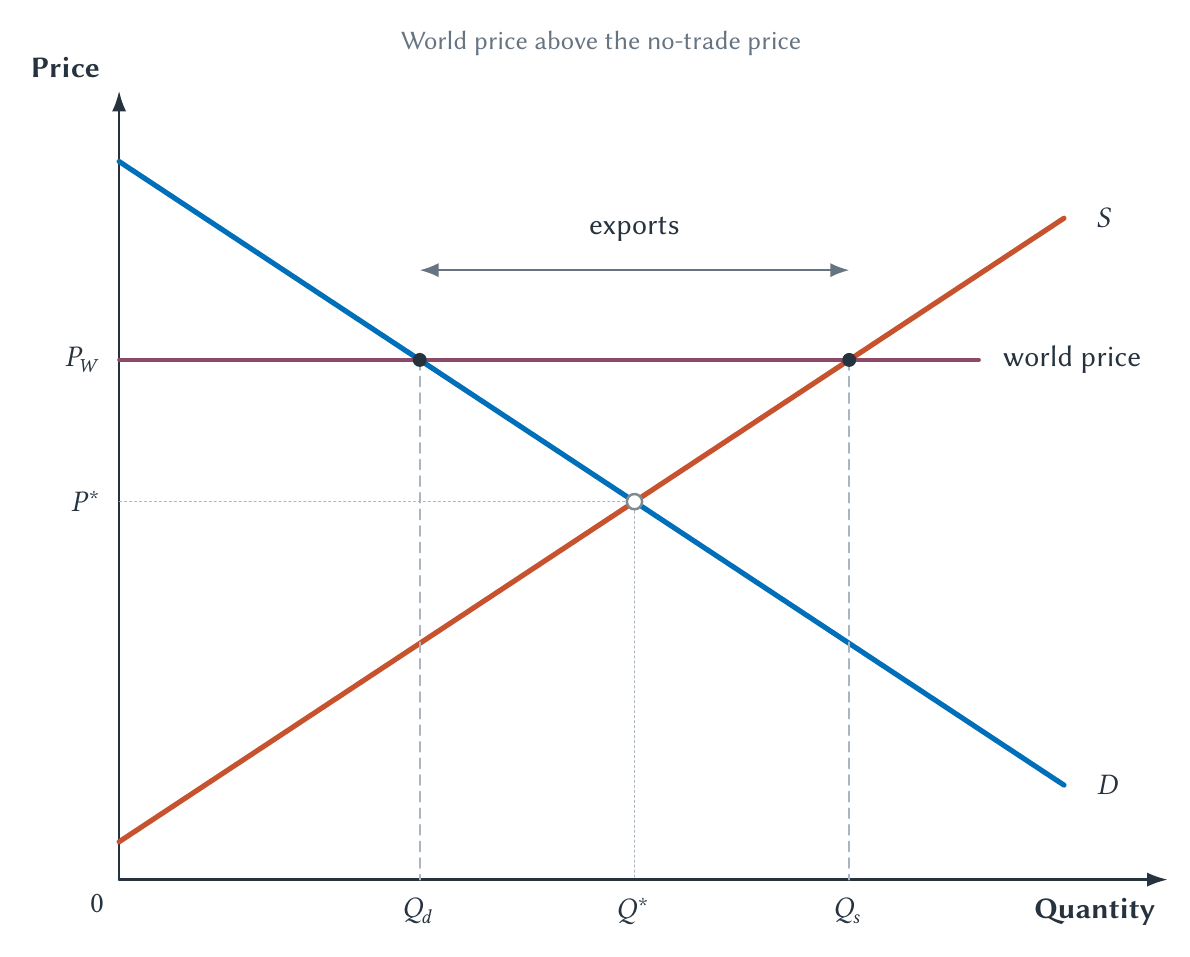 World price above the no-trade price
Price
S
exports
P_W
world price
P*
D
0
Q_d
Q*
Q_s
Quantity